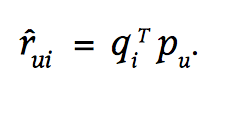 r̂ᵤᵢ = qᵢᵀpᵤ.